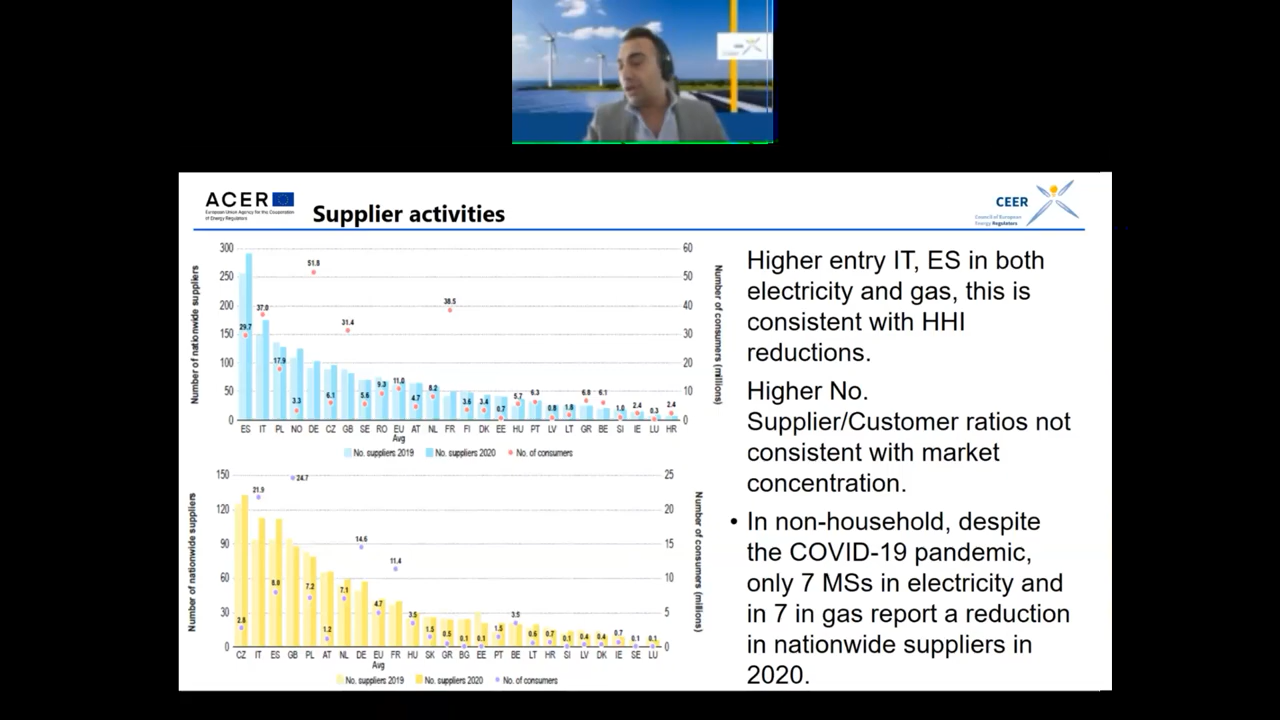 CEER
ACER
European Union Agency for the Cooperation
of Energy Regulators
Supplier activities
CEER
Council of European
Energy Regulators
Number of nationwide suppliers
300
250
200
150
100
50
0
60
50
40
30
20
10
0
Number of consumers (millions)
29.7 37.0 17.9 3.3 51.8 6.1 31.4 5.6 9.3 11.0 4.7 8.2 38.5 3.6 3.4 0.7 5.7 6.3 0.8 1.8 6.8 6.1 1.0 2.4 0.3 2.4
ES IT PL NO DE CZ GB SE RO EU AT NL FR FI DK EE HU PT LV LT GR BE SI IE LU HR
Avg
No. suppliers 2019 No. suppliers 2020 No. of consumers
Number of nationwide suppliers
150
120
90
60
30
0
25
20
15
10
5
0
Number of consumers (millions)
2.8 21.9 8.0 24.7 7.2 1.2 7.1 14.6 4.7 11.4 3.5 1.5 0.5 0.1 0.1 1.5 3.5 0.6 0.7 0.1 0.4 0.4 0.7 0.1 0.1
CZ IT ES GB PL AT NL DE EU FR HU SK GR BG EE PT BE LT HR SI LV DK IE SE LU
Avg
No. suppliers 2019 No. suppliers 2020 No. of consumers
Higher entry IT, ES in both
electricity and gas, this is
consistent with HHI
reductions.
Higher No.
Supplier/Customer ratios not
consistent with market
concentration.
• In non-household, despite
the COVID-19 pandemic,
only 7 MSs in electricity and
in 7 in gas report a reduction
in nationwide suppliers in
2020.